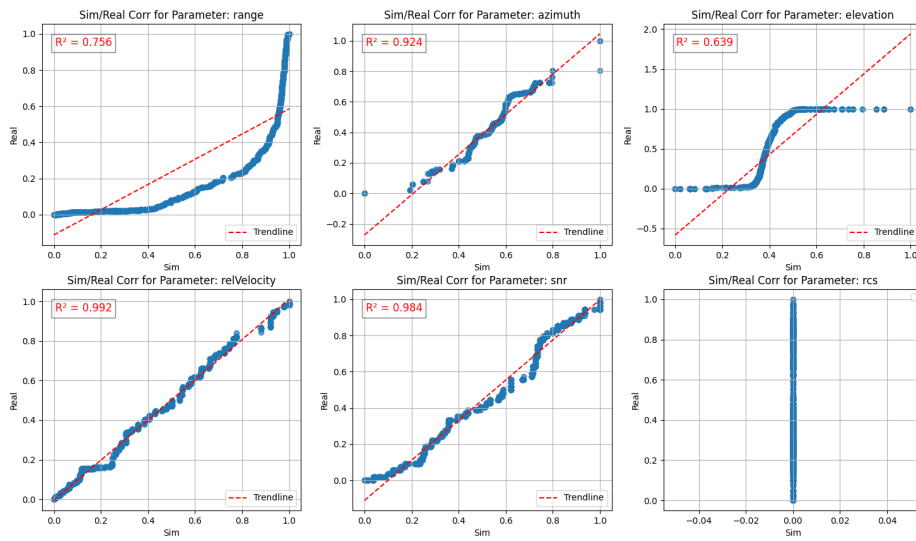 Sim/Real Corr for Parameter: range
R² = 0.756
1.0
0.8
0.6
0.4
0.2
0.0
Real
0.0 0.2 0.4 0.6 0.8 1.0
Sim
Trendline
Sim/Real Corr for Parameter: azimuth
R² = 0.924
1.0
0.8
0.6
0.4
0.2
0.0
−0.2
Real
0.0 0.2 0.4 0.6 0.8 1.0
Sim
Trendline
Sim/Real Corr for Parameter: elevation
R² = 0.639
2.0
1.5
1.0
0.5
0.0
−0.5
Real
0.0 0.2 0.4 0.6 0.8 1.0
Sim
Trendline
Sim/Real Corr for Parameter: relVelocity
R² = 0.992
1.0
0.8
0.6
0.4
0.2
0.0
Real
0.0 0.2 0.4 0.6 0.8 1.0
Sim
Trendline
Sim/Real Corr for Parameter: snr
R² = 0.984
1.0
0.8
0.6
0.4
0.2
0.0
Real
0.0 0.2 0.4 0.6 0.8 1.0
Sim
Trendline
Sim/Real Corr for Parameter: rcs
1.0
0.8
0.6
0.4
0.2
0.0
Real
−0.04 −0.02 0.00 0.02 0.04
Sim